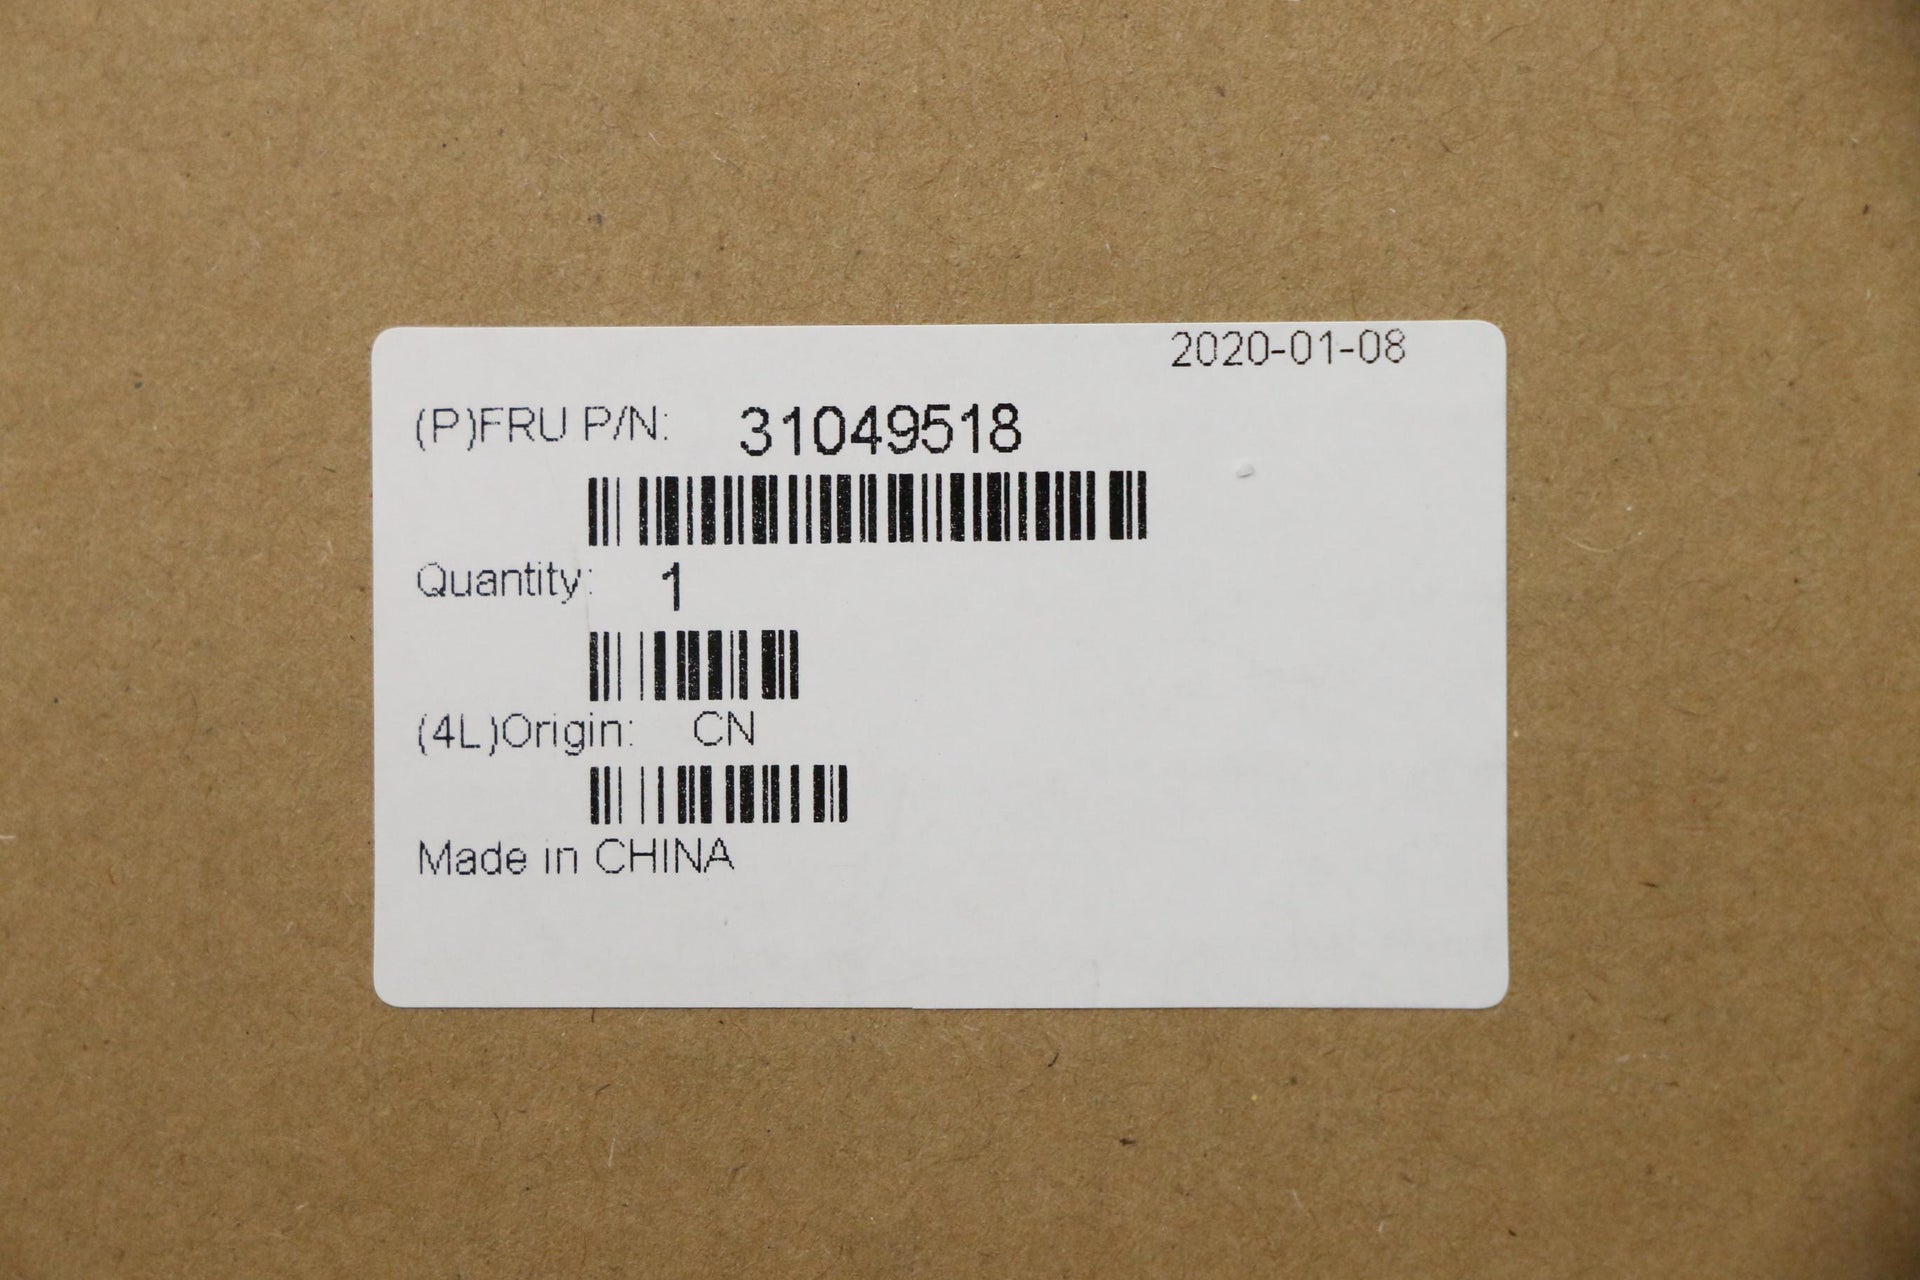 2020-01-08
(P)FRU P/N: 31049518
Quantity: 1
(4L)Origin: CN
Made in CHINA